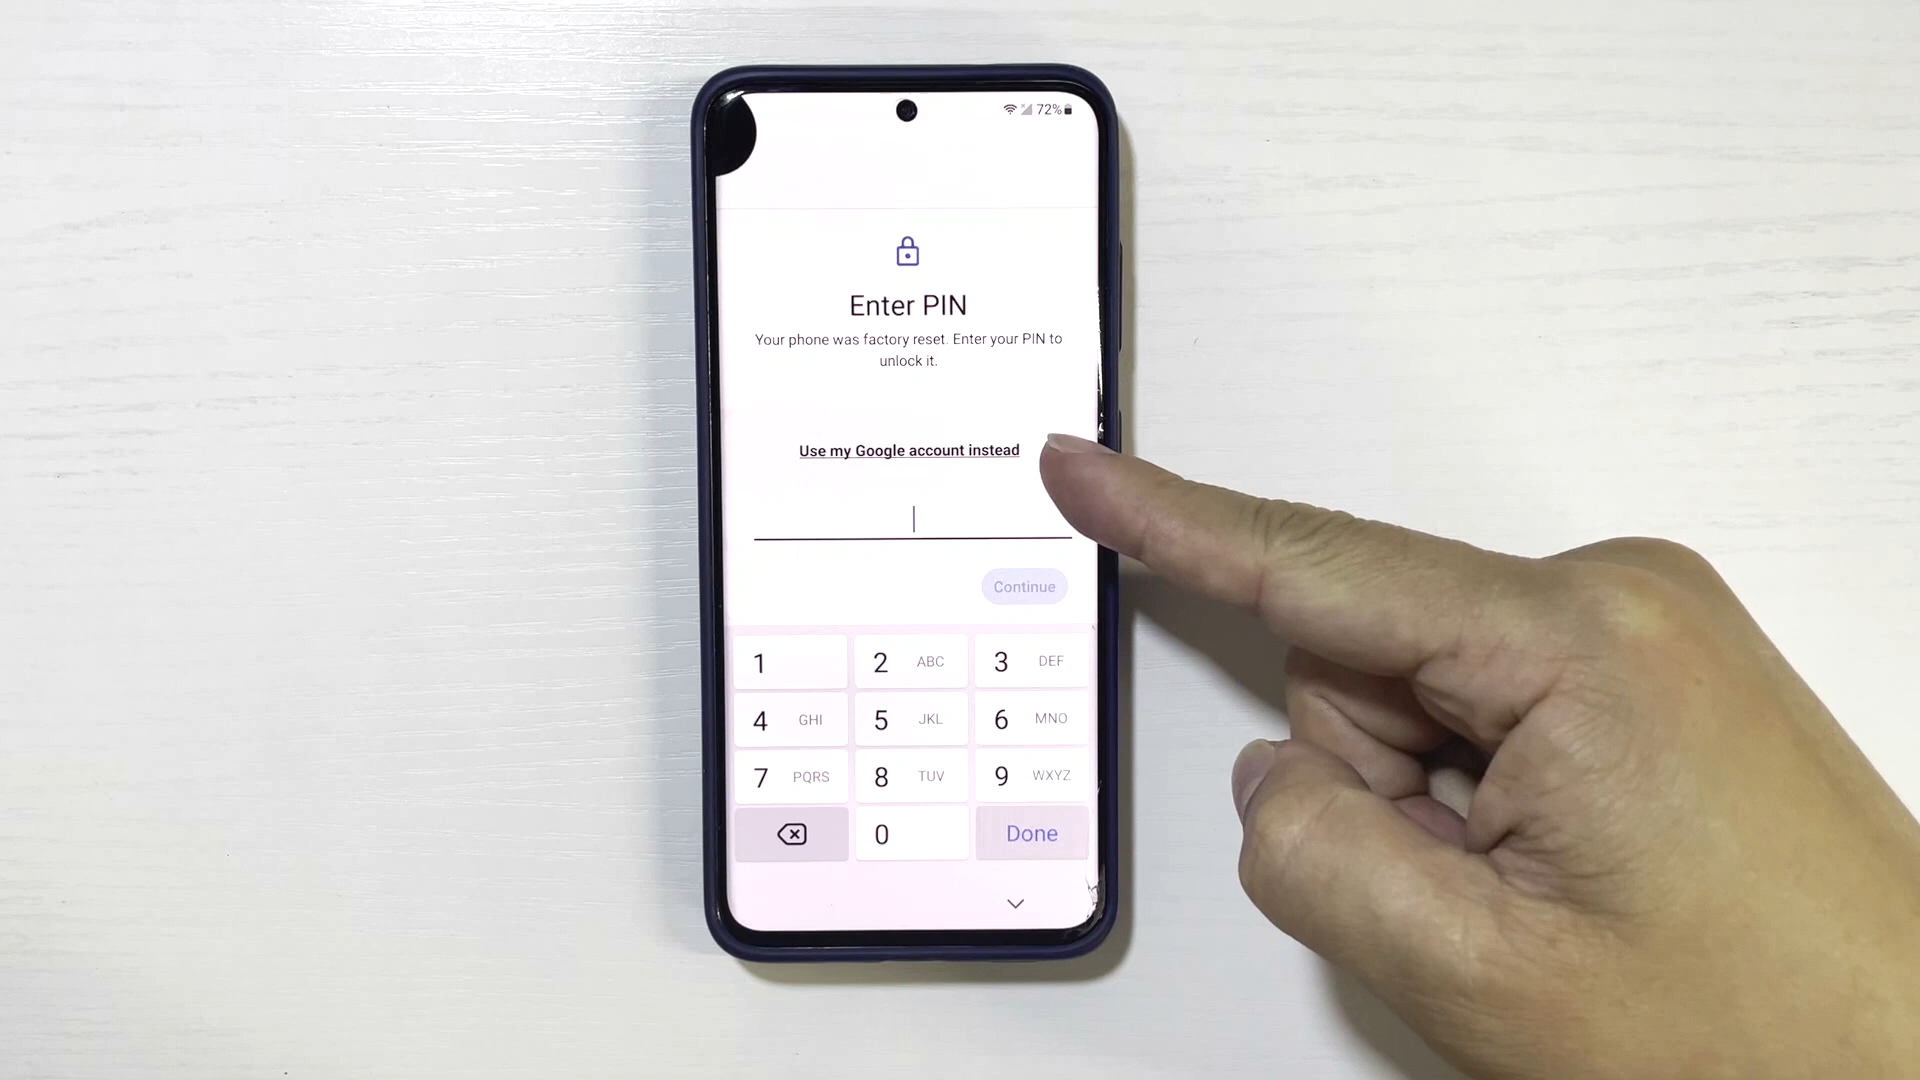 72%
Enter PIN
Your phone was factory reset. Enter your PIN to
unlock it.
Use my Google account instead
Continue
1
2 ABC
3 DEF
4 GHI
5 JKL
6 MNO
7 PQRS
8 TUV
9 WXYZ
0
Done